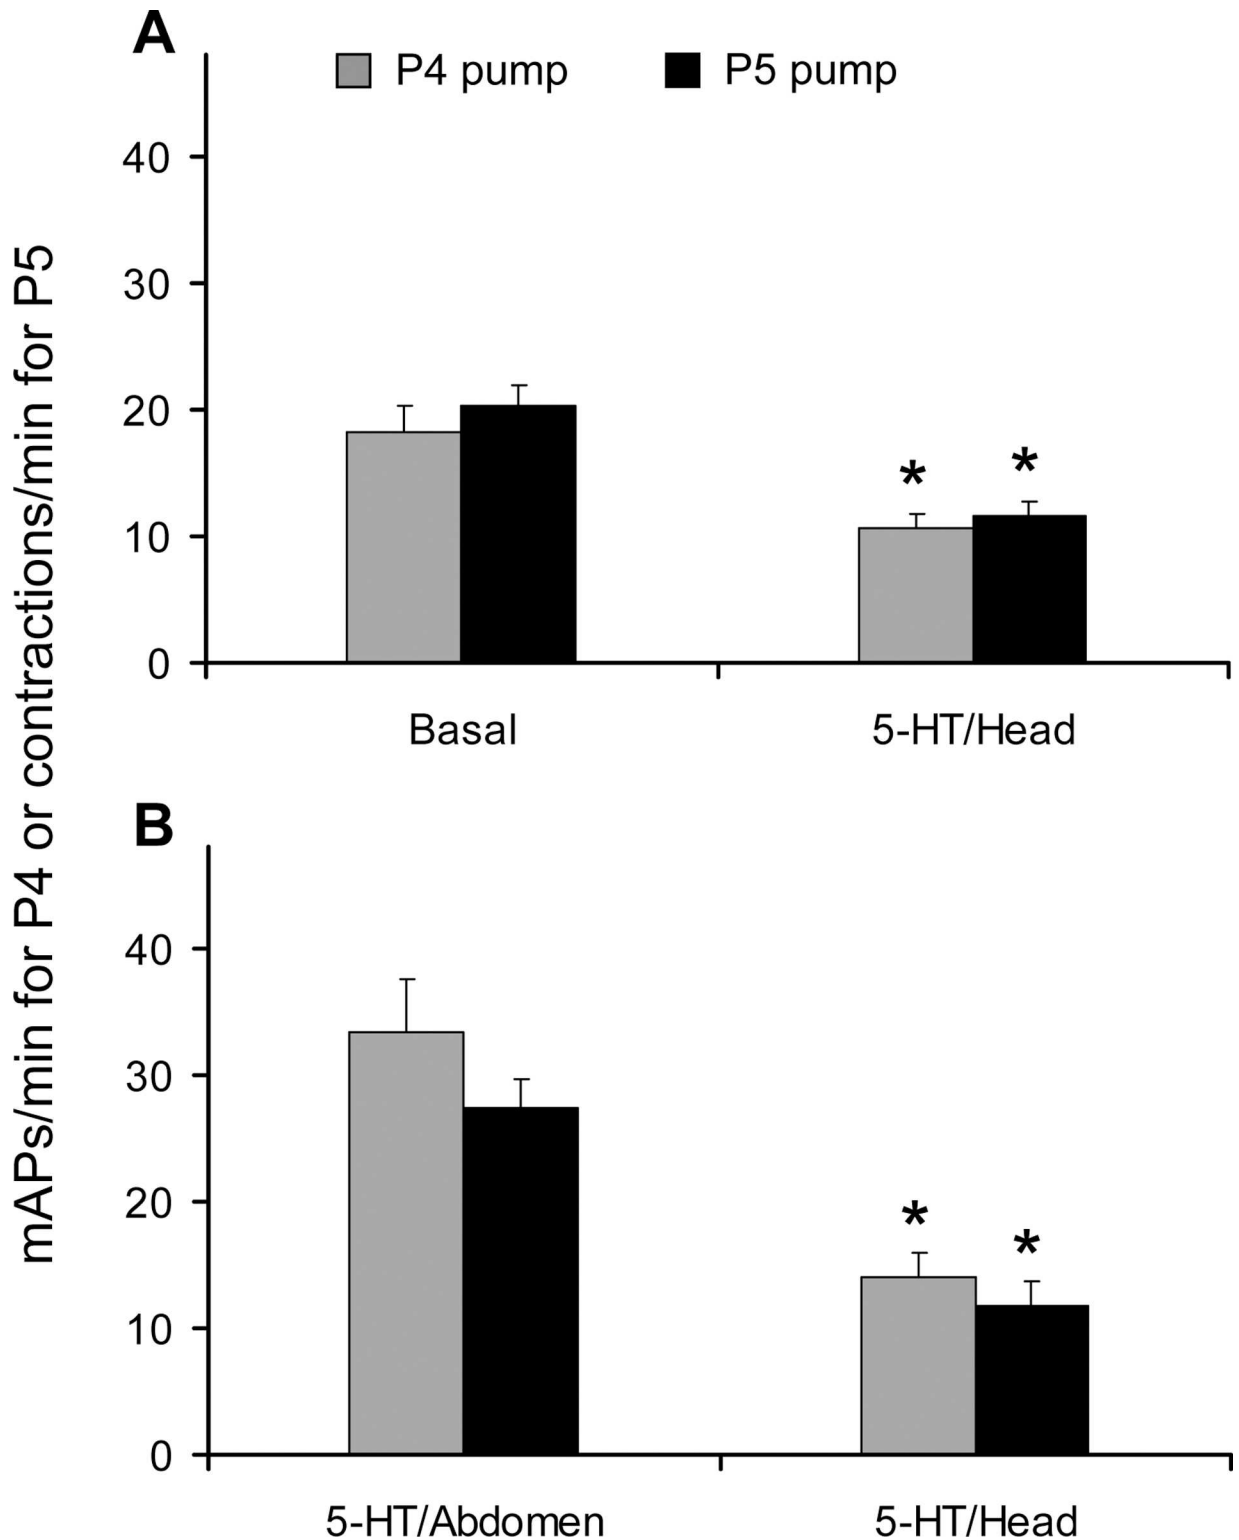 A
P4 pump
P5 pump
40
30
20
10
0
*
*
Basal
5-HT/Head
mAPs/min for P4 or contractions/min for P5
B
40
30
20
10
0
*
*
5-HT/Abdomen
5-HT/Head